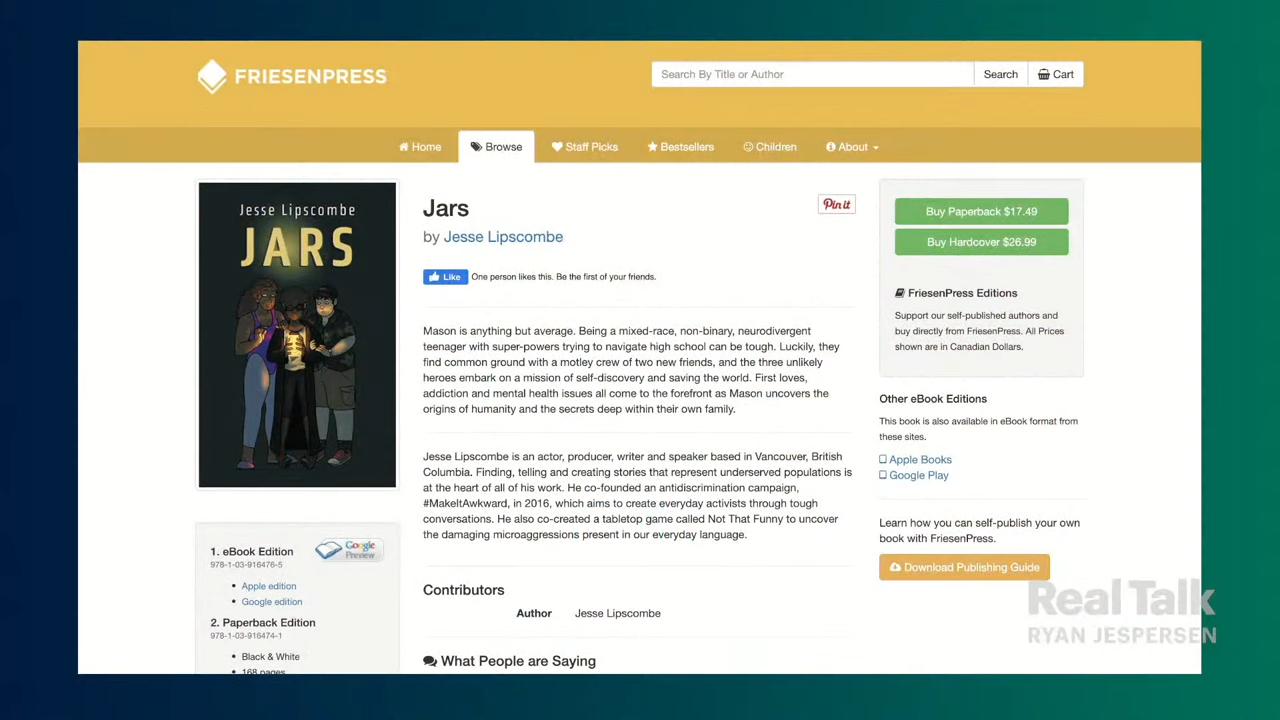 FRIESENPRESS
Search By Title or Author
Search
Cart
Home
Browse
Staff Picks
Bestsellers
Children
About
Jesse Lipscombe
JARS
Jars
by Jesse Lipscombe
Pin it
Like
One person likes this. Be the first of your friends.
Mason is anything but average. Being a mixed-race, non-binary, neurodivergent
teenager with super-powers trying to navigate high school can be tough. Luckily, they
find common ground with a motley crew of two new friends, and the three unlikely
heroes embark on a mission of self-discovery and saving the world. First loves,
addiction and mental health issues all come to the forefront as Mason uncovers the
origins of humanity and the secrets deep within their own family.
Jesse Lipscombe is an actor, producer, writer and speaker based in Vancouver, British
Columbia. Finding, telling and creating stories that represent underserved populations is
at the heart of all of his work. He co-founded an antidiscrimination campaign,
#MakeItAwkward, in 2016, which aims to create everyday activists through tough
conversations. He also co-created a tabletop game called Not That Funny to uncover
the damaging microaggressions present in our everyday language.
Contributors
Author Jesse Lipscombe
What People are Saying
Buy Paperback $17.49
Buy Hardcover $26.99
FriesenPress Editions
Support our self-published authors and
buy directly from FriesenPress. All Prices
shown are in Canadian Dollars.
Other eBook Editions
This book is also available in eBook format from
these sites.
Apple Books
Google Play
Learn how you can self-publish your own
book with FriesenPress.
Download Publishing Guide
1. eBook Edition
978-1-03-916476-5
Google
Preview
Apple edition
Google edition
2. Paperback Edition
978-1-03-916474-1
Black & White
168 pages
Real Talk
RYAN JESPERSEN